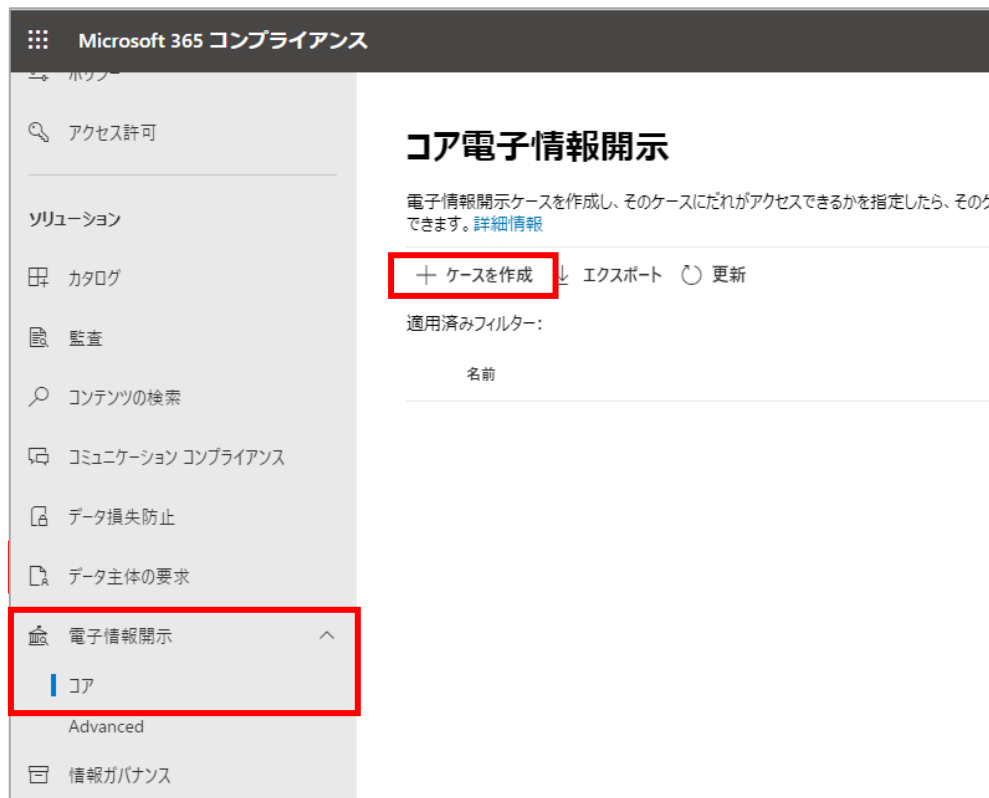 Microsoft 365 コンプライアンス
ポリシー
アクセス許可
ソリューション
カタログ
監査
コンテンツの検索
コミュニケーション コンプライアンス
データ損失防止
データ主体の要求
電子情報開示
コア
Advanced
情報ガバナンス
コア電子情報開示
電子情報開示ケースを作成し、そのケースにだれがアクセスできるかを指定したら、その
できます。詳細情報
ケースを作成 エクスポート 更新
適用済みフィルター:
名前